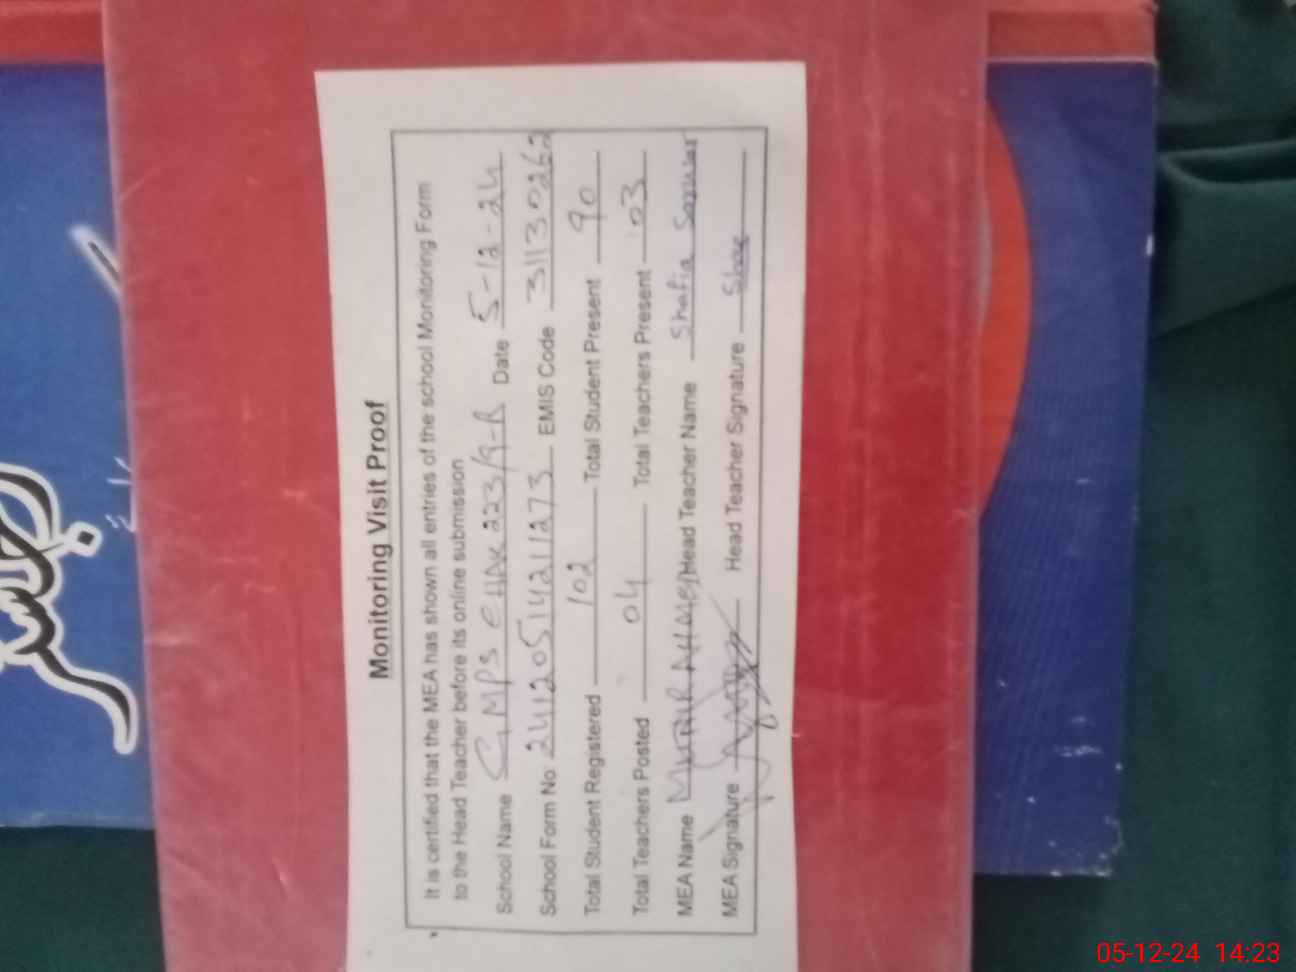 Monitoring Visit Proof
It is certified that the MEA has shown all entries of the school Monitoring Form
to the Head Teacher before its online submission
School Name GMPS CHAK 223/9-R Date 5-12-24
School Form No 24120514211273 EMIS Code 31130262
Total Student Registered 102 Total Student Present 90
Total Teachers Posted 04 Total Teachers Present 03
MEA Name MUNIR AHMED Head Teacher Name Shafia
MEA Signature Head Teacher Signature
05-12-24 14:23